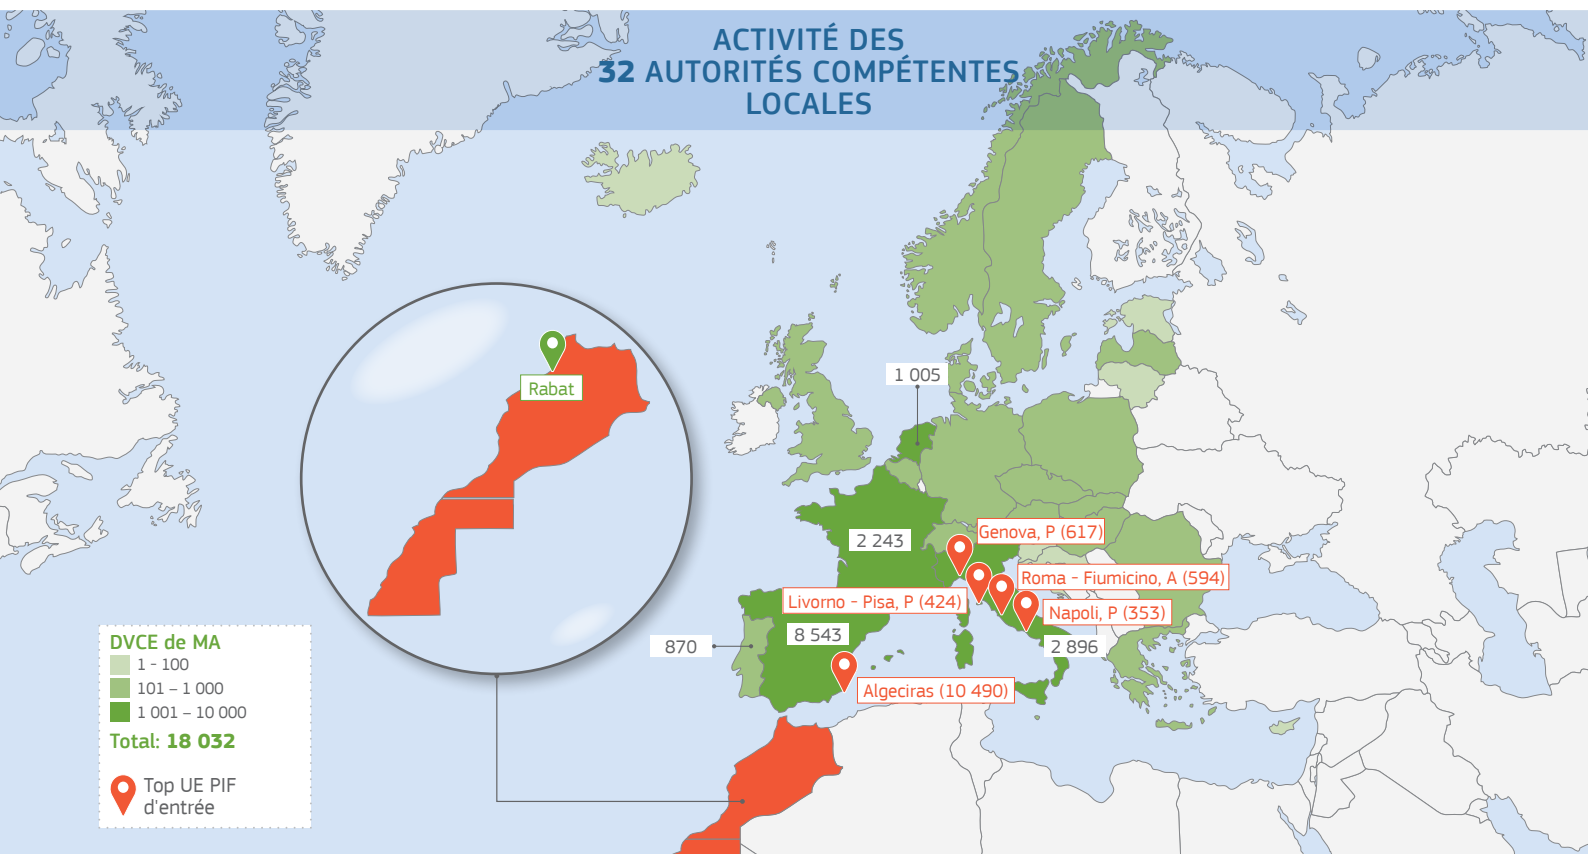 ACTIVITÉ DES
32 AUTORITÉS COMPÉTENTES
LOCALES
1 005
Rabat
Genova, P (617)
2 243
Roma - Fiumicino, A (594)
Livorno - Pisa, P (424)
Napoli, P (353)
8 543
870
2 896
Algeciras (10 490)
DVCE de MA
1 - 100
101 – 1 000
1 001 – 10 000
Total: 18 032
Top UE PIF
d'entrée